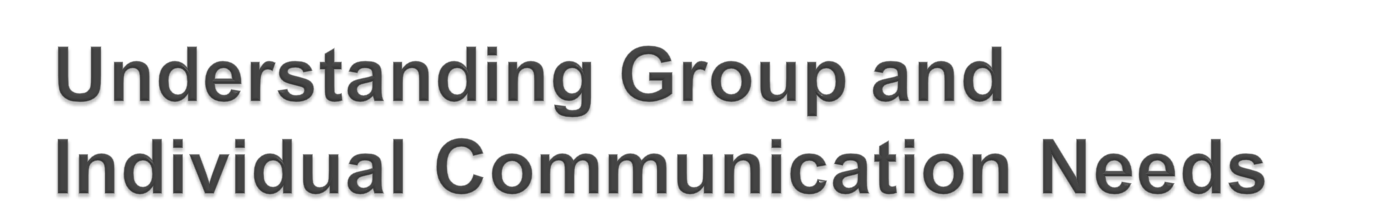 Understanding Group and
Individual Communication Needs